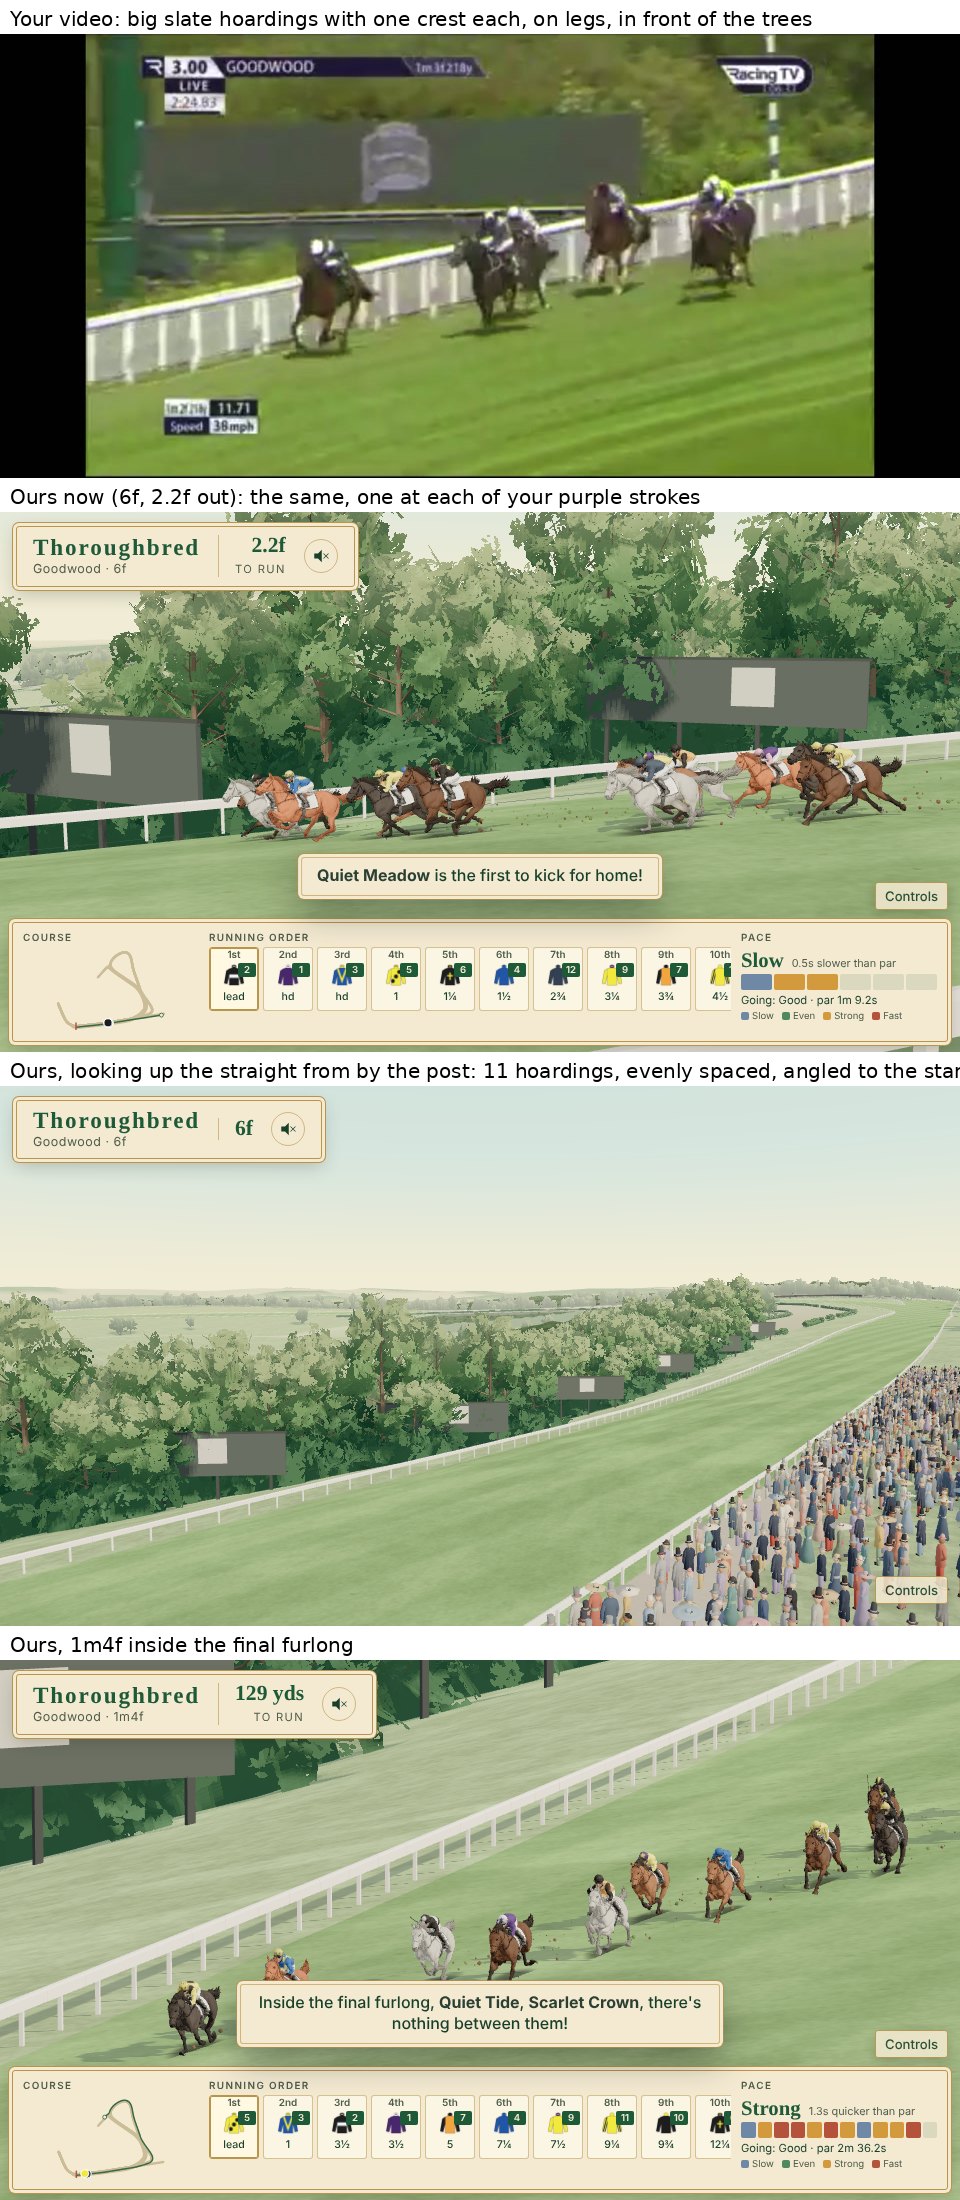 Your video: big slate hoardings with one crest each, on legs, in front of the trees
R 3.00 GOODWOOD 1m 3f 218y
LIVE
2:24.83
Racing TV
1m 2f 218y 11.71
Speed 38mph
Ours now (6f, 2.2f out): the same, one at each of your purple strokes
Thoroughbred
Goodwood · 6f
2.2f
TO RUN
Quiet Meadow is the first to kick for home!
Controls
COURSE
RUNNING ORDER
1st 2nd 3rd 4th 5th 6th 7th 8th 9th 10th
2 1 3 5 6 4 12 9 7
lead hd hd 1 1¼ 1½ 2¾ 3¼ 3¾ 4½
PACE
Slow 0.5s slower than par
Going: Good · par 1m 9.2s
Slow Even Strong Fast
Ours, looking up the straight from by the post: 11 hoardings, evenly spaced, angled to the star
Thoroughbred
Goodwood · 6f
6f
Controls
Ours, 1m4f inside the final furlong
Thoroughbred
Goodwood · 1m4f
129 yds
TO RUN
Inside the final furlong, Quiet Tide, Scarlet Crown, there's
nothing between them!
Controls
COURSE
RUNNING ORDER
1st 2nd 3rd 4th 5th 6th 7th 8th 9th 10th
5 3 2 1 7 4 9 11 10
lead 1 3½ 3½ 5 7¼ 7½ 9¼ 9¾ 12¼
PACE
Strong 1.3s quicker than par
Going: Good · par 2m 36.2s
Slow Even Strong Fast